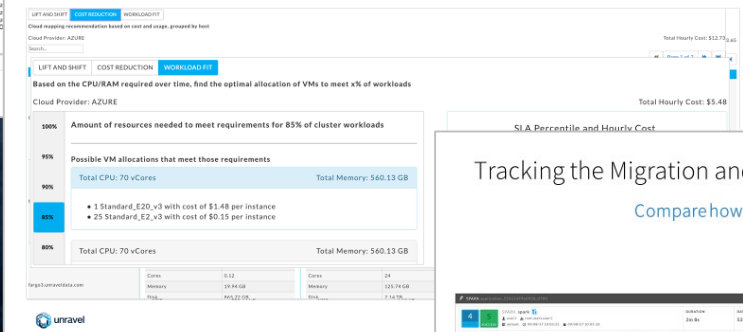 LIFT AND SHIFT COST REDUCTION WORKLOAD FIT
Cloud mapping recommendation based on cost and usage, grouped by host
Cloud Provider: AZURE
Total Hourly Cost: $12.73
Search..
LIFT AND SHIFT COST REDUCTION WORKLOAD FIT
Based on the CPU/RAM required over time, find the optimal allocation of VMs to meet x% of workloads
Cloud Provider: AZURE
Total Hourly Cost: $5.48
100%
95%
90%
85%
80%
Amount of resources needed to meet requirements for 85% of cluster workloads
Possible VM allocations that meet those requirements
Total CPU: 70 vCores Total Memory: 560.13 GB
• 1 Standard_E20_v3 with cost of $1.48 per instance
• 25 Standard_E2_v3 with cost of $0.15 per instance
Total CPU: 70 vCores Total Memory: 560.13 GB
SLA Percentile and Hourly Cost
Tracking the Migration an
Compare how
Cores 0.12 Cores 24
Memory 19.94 GB Memory 125.74 GB
unravel
4 5 SPARK spark
DURATION
2m 8s